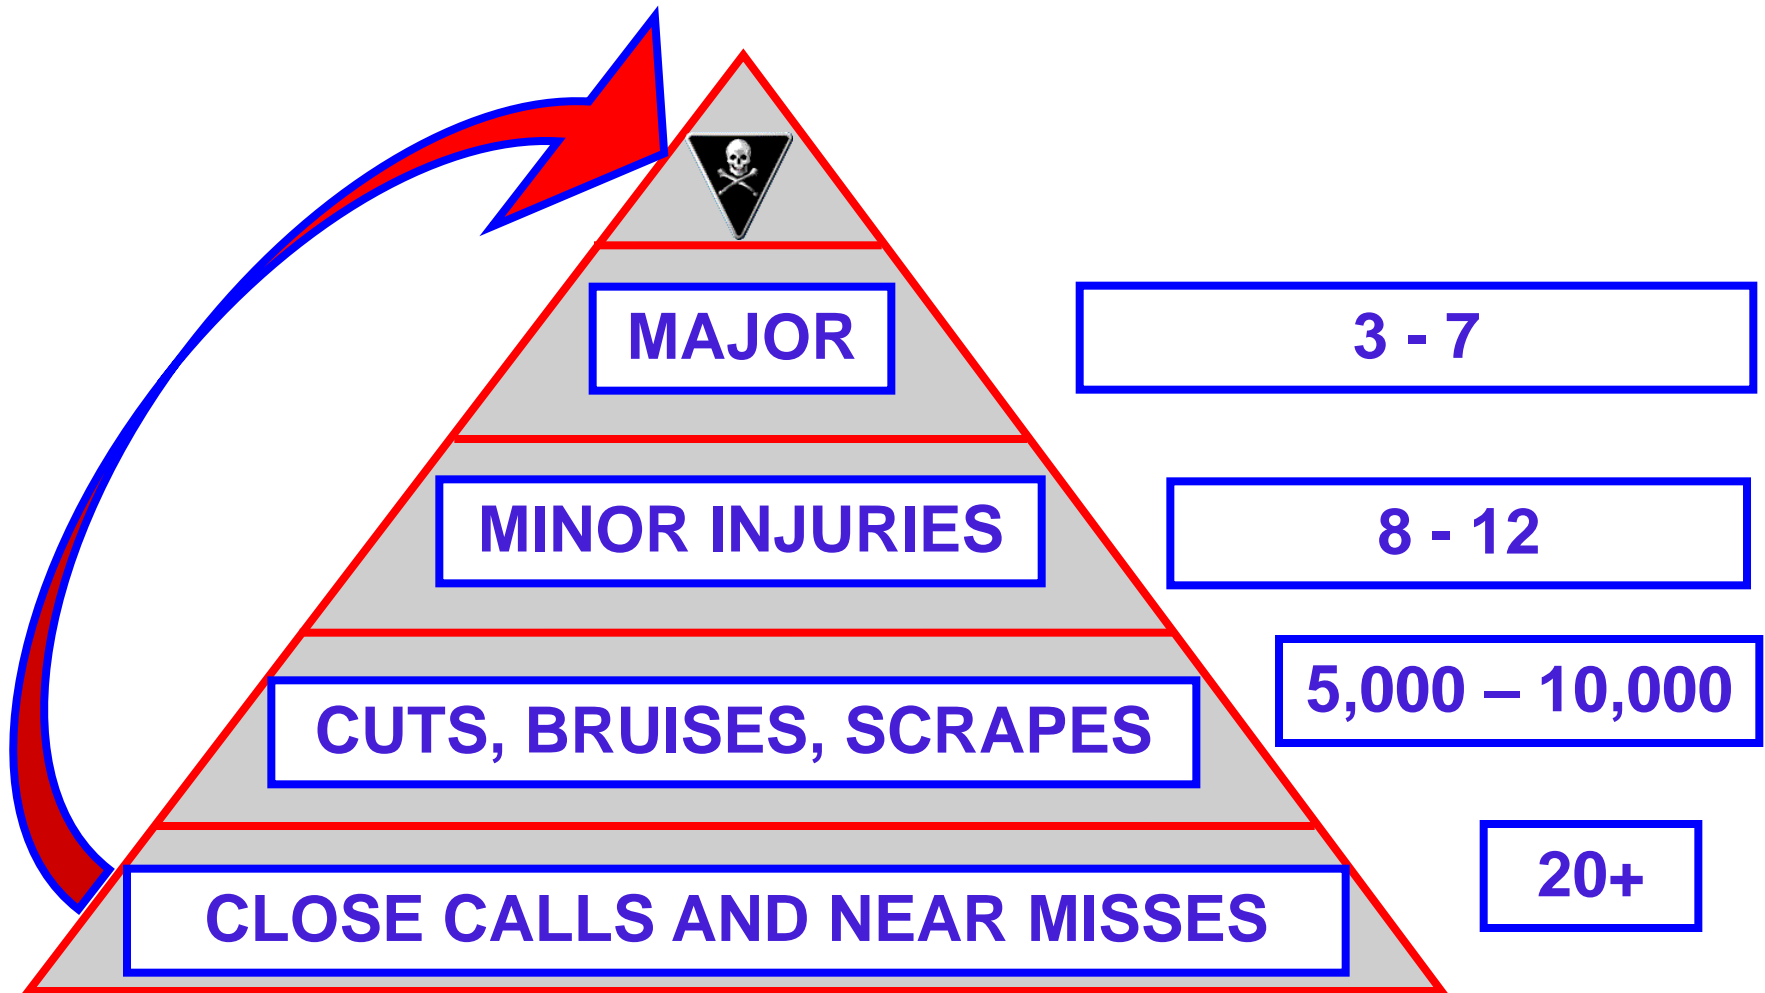 MAJOR
3 - 7
MINOR INJURIES
8 - 12
CUTS, BRUISES, SCRAPES
5,000 – 10,000
CLOSE CALLS AND NEAR MISSES
20+